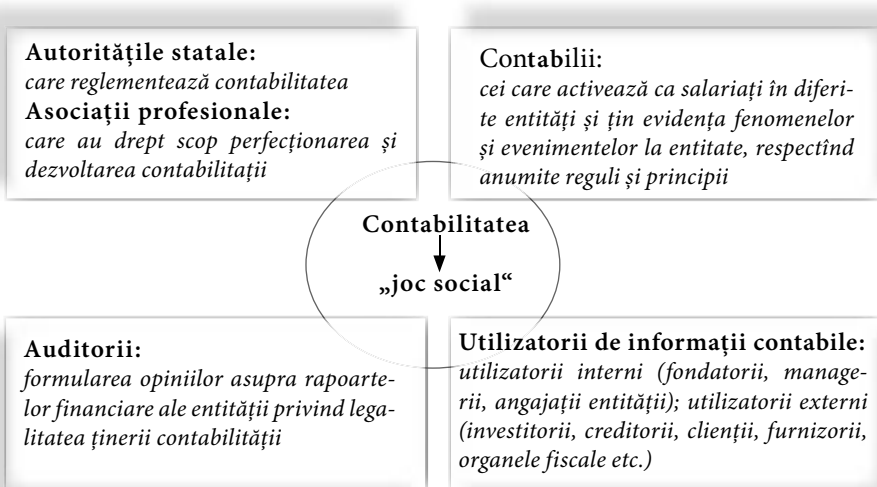 Autoritățile statale:
care reglementează contabilitatea
Asociații profesionale:
care au drept scop perfecționarea și
dezvoltarea contabilitații
Contabilii:
cei care activează ca salariați în diferi-
te entități și țin evidența fenomenelor
și evenimentelor la entitate, respectînd
anumite reguli și principii
Contabilitatea
„joc social“
Auditorii:
formularea opiniilor asupra rapoarte-
lor financiare ale entității privind lega-
litatea ținerii contabilității
Utilizatorii de informații contabile:
utilizatorii interni (fondatorii, manage-
rii, angajații entității); utilizatorii externi
(investitorii, creditorii, clienții, furnizorii,
organele fiscale etc.)